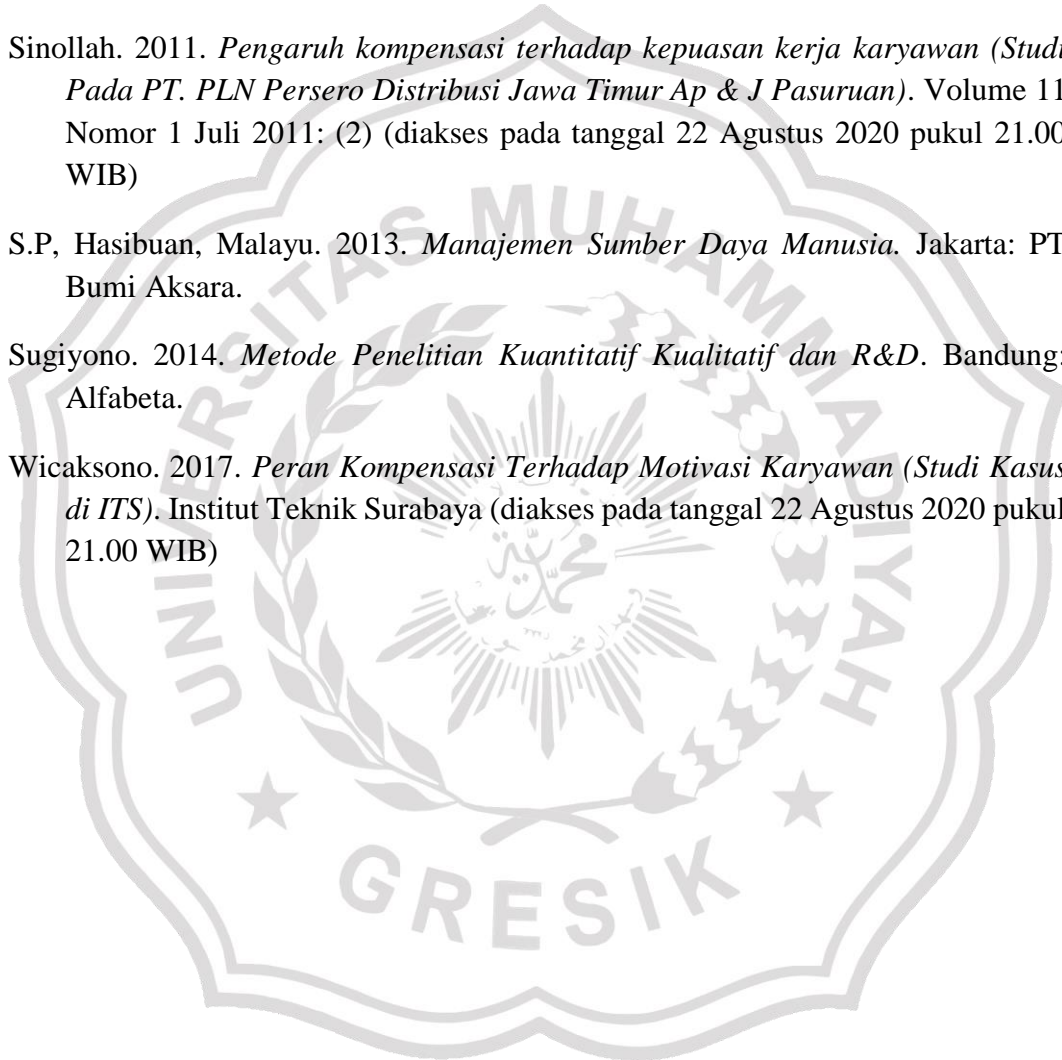 Sinollah. 2011. Pengaruh kompensasi terhadap kepuasan kerja karyawan (Studi
Pada PT. PLN Persero Distribusi Jawa Timur Ap & J Pasuruan). Volume 11
Nomor 1 Juli 2011: (2) (diakses pada tanggal 22 Agustus 2020 pukul 21.00
WIB)
S.P, Hasibuan, Malayu. 2013. Manajemen Sumber Daya Manusia. Jakarta: PT
Bumi Aksara.
Sugiyono. 2014. Metode Penelitian Kuantitatif Kualitatif dan R&D. Bandung:
Alfabeta.
Wicaksono. 2017. Peran Kompensasi Terhadap Motivasi Karyawan (Studi Kasus
di ITS). Institut Teknik Surabaya (diakses pada tanggal 22 Agustus 2020 pukul
21.00 WIB)
UNIVERSITAS MUHAMMADIYAH
GRESIK